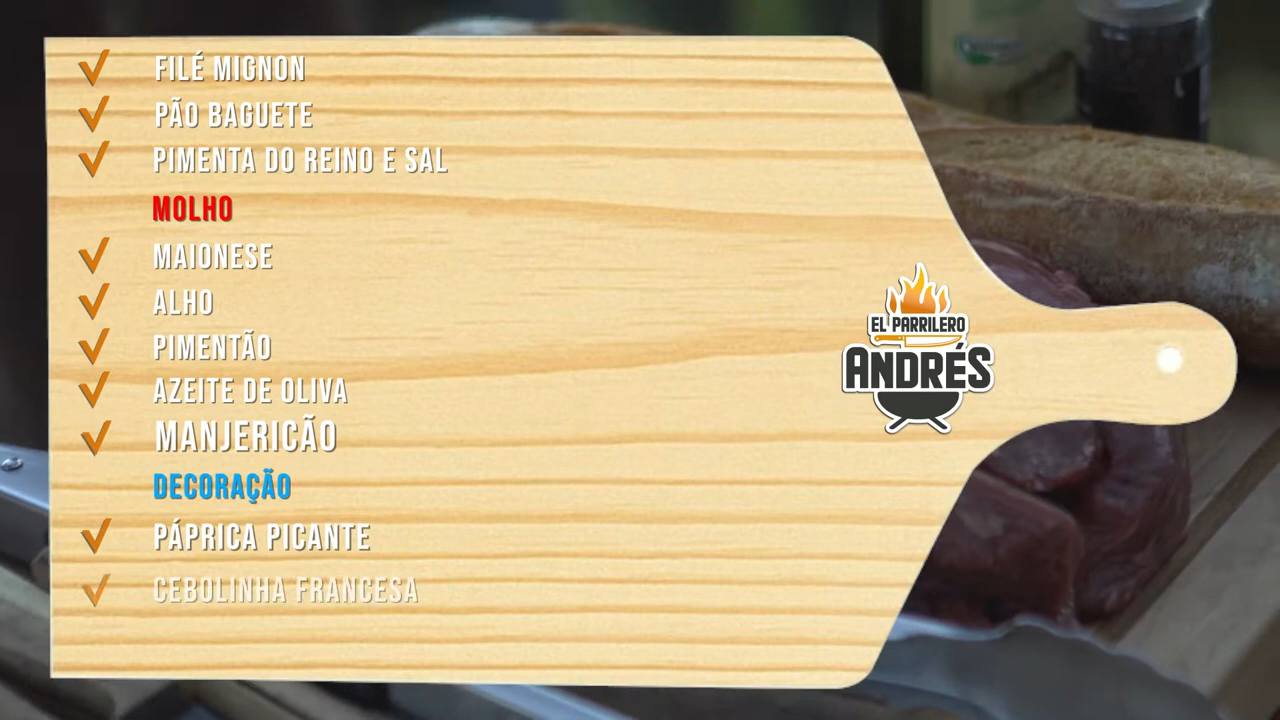 FILÉ MIGNON
PÃO BAGUETE
PIMENTA DO REINO E SAL
MOLHO
MAIONESE
ALHO
PIMENTÃO
AZEITE DE OLIVA
MANJERICÃO
DECORAÇÃO
PÁPRICA PICANTE
CEBOLINHA FRANCESA
EL PARRILERO
ANDRÉS